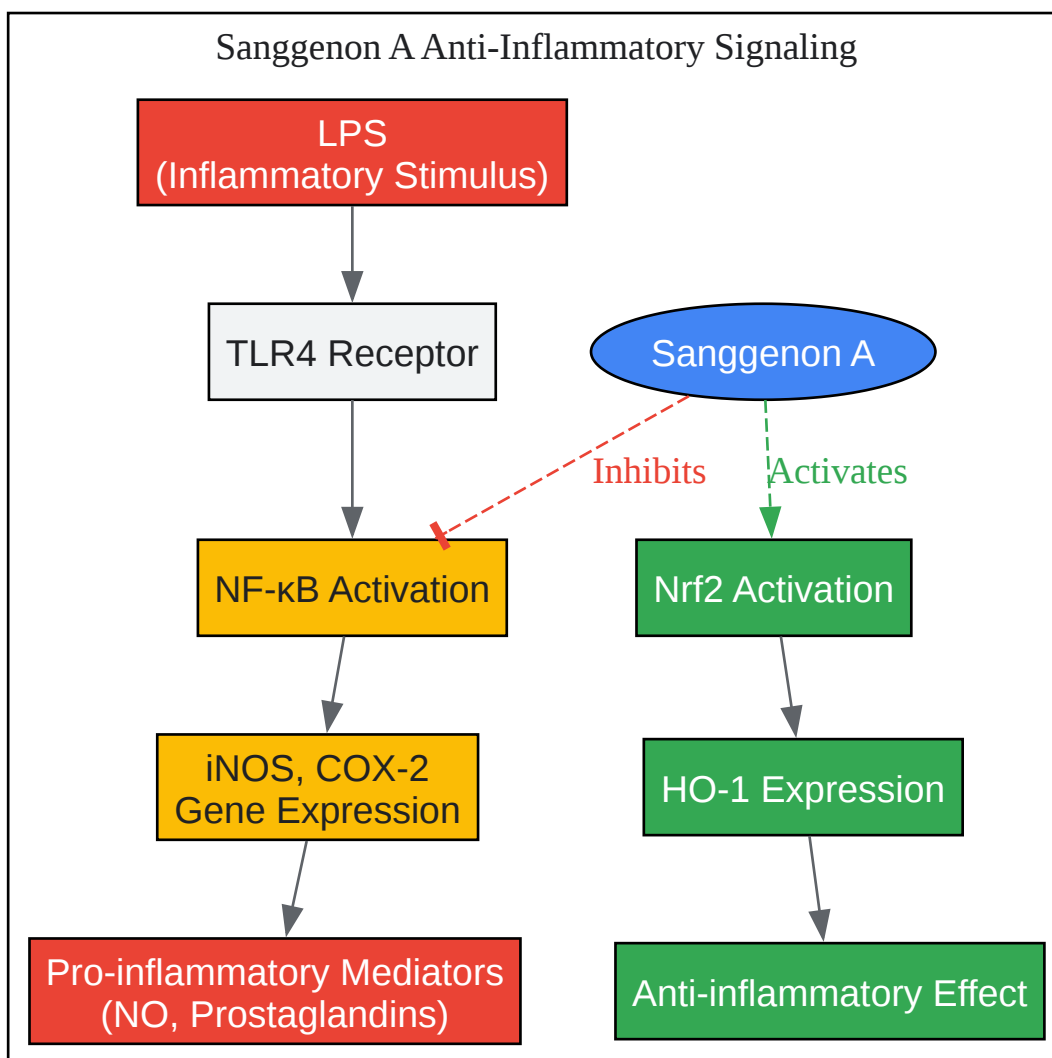 Sanggenon A Anti-Inflammatory Signaling
LPS
(Inflammatory Stimulus)
TLR4 Receptor
Sanggenon A
Inhibits
Activates
NF-κB Activation
Nrf2 Activation
iNOS, COX-2
Gene Expression
HO-1 Expression
Pro-inflammatory Mediators
(NO, Prostaglandins)
Anti-inflammatory Effect